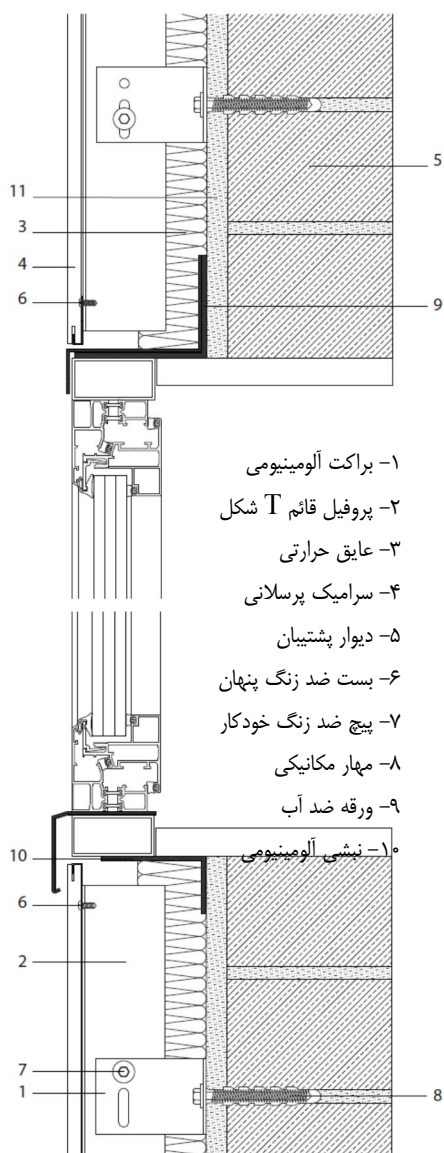 5
11
3
4
6
9
۱- براکت آلومینیومی
۲- پروفیل قائم T شکل
۳- عایق حرارتی
۴- سرامیک پرسلانی
۵- دیوار پشتیبان
۶- بست ضد زنگ پنهان
۷- پیچ ضد زنگ خودکار
۸- مهار مکانیکی
۹- ورقه ضد آب
۱۰- نبشی آلومینیومی
10
6
2
7
1
8